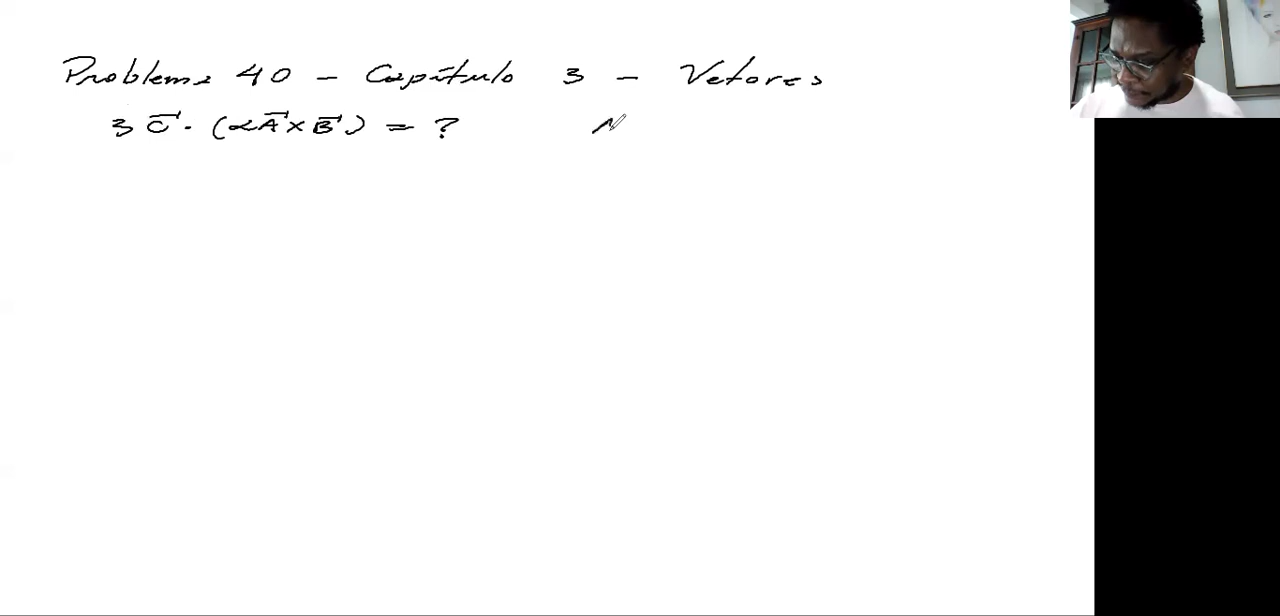 Problema 40 - Capítulo 3 - Vetores
3 C⃗ · (2A⃗ × B⃗) = ? N